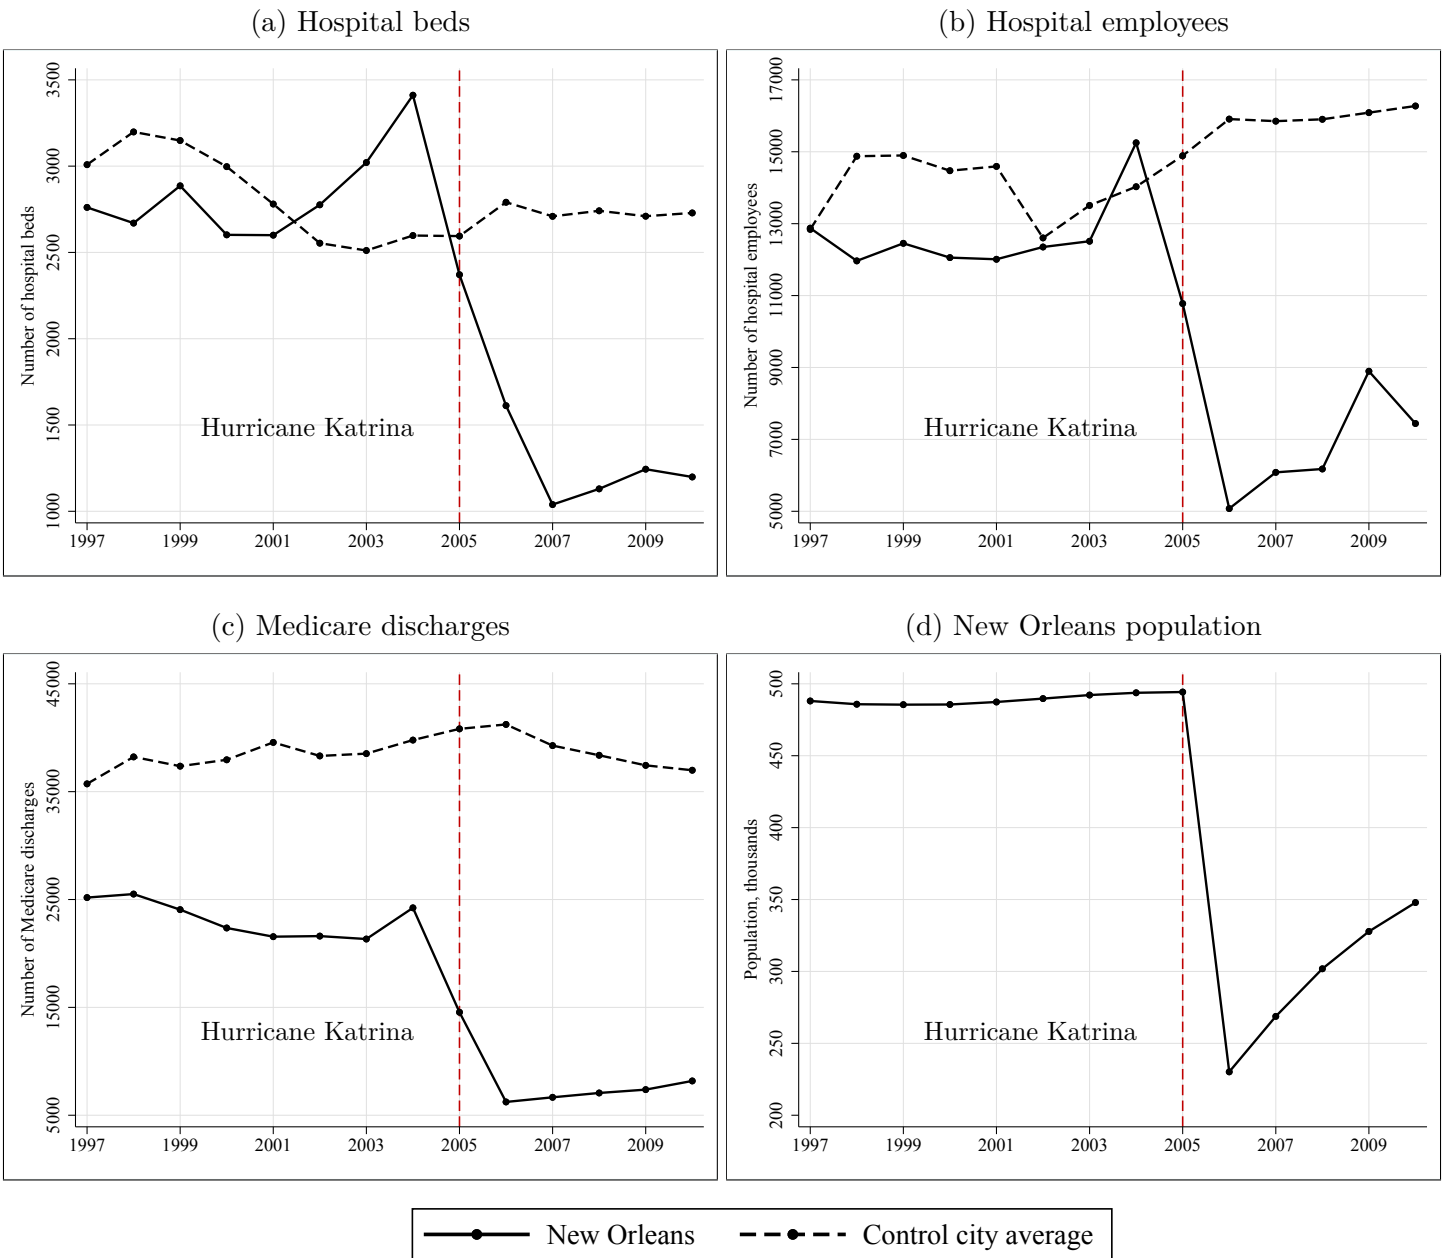 (a) Hospital beds
Number of hospital beds
3500
3000
2500
2000
1500
1000
Hurricane Katrina
1997 1999 2001 2003 2005 2007 2009
(b) Hospital employees
Number of hospital employees
17000
15000
13000
11000
9000
7000
5000
Hurricane Katrina
1997 1999 2001 2003 2005 2007 2009
(c) Medicare discharges
Number of Medicare discharges
45000
35000
25000
15000
5000
Hurricane Katrina
1997 1999 2001 2003 2005 2007 2009
(d) New Orleans population
Population, thousands
500
450
400
350
300
250
200
Hurricane Katrina
1997 1999 2001 2003 2005 2007 2009
New Orleans Control city average